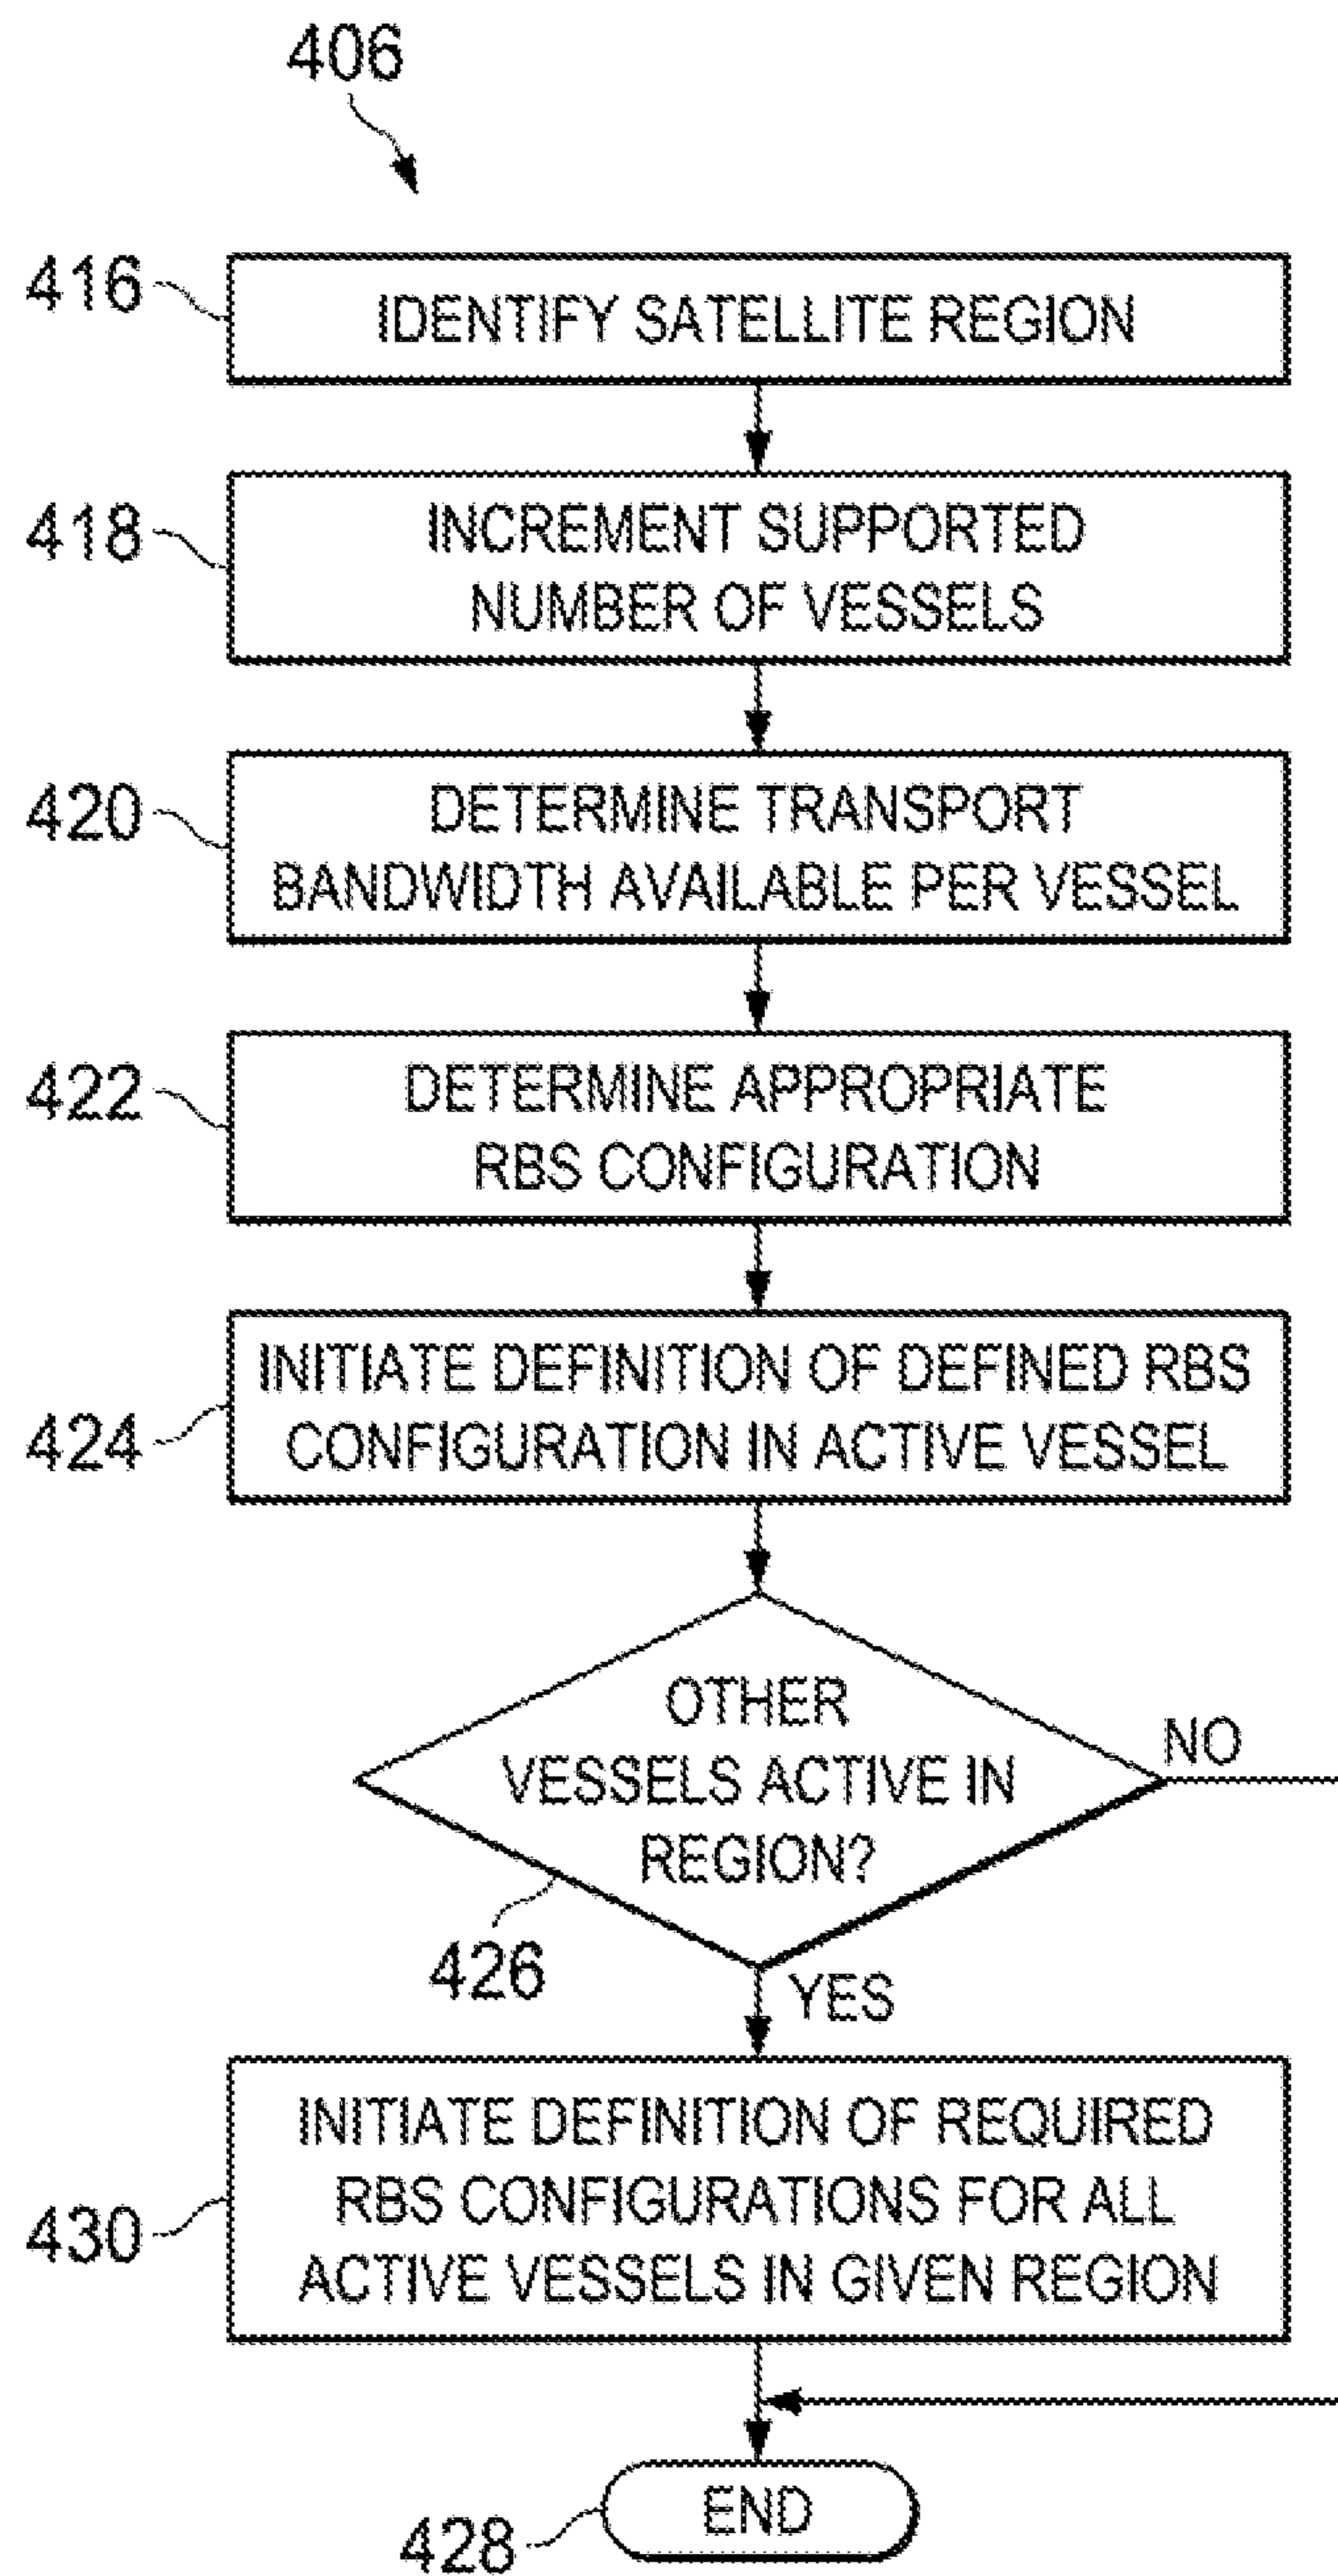 406
416
IDENTIFY SATELLITE REGION
418
INCREMENT SUPPORTED
NUMBER OF VESSELS
420
DETERMINE TRANSPORT
BANDWIDTH AVAILABLE PER VESSEL
422
DETERMINE APPROPRIATE
RBS CONFIGURATION
424
INITIATE DEFINITION OF DEFINED RBS
CONFIGURATION IN ACTIVE VESSEL
OTHER
VESSELS ACTIVE IN
REGION?
NO
426
YES
430
INITIATE DEFINITION OF REQUIRED
RBS CONFIGURATIONS FOR ALL
ACTIVE VESSELS IN GIVEN REGION
END
428